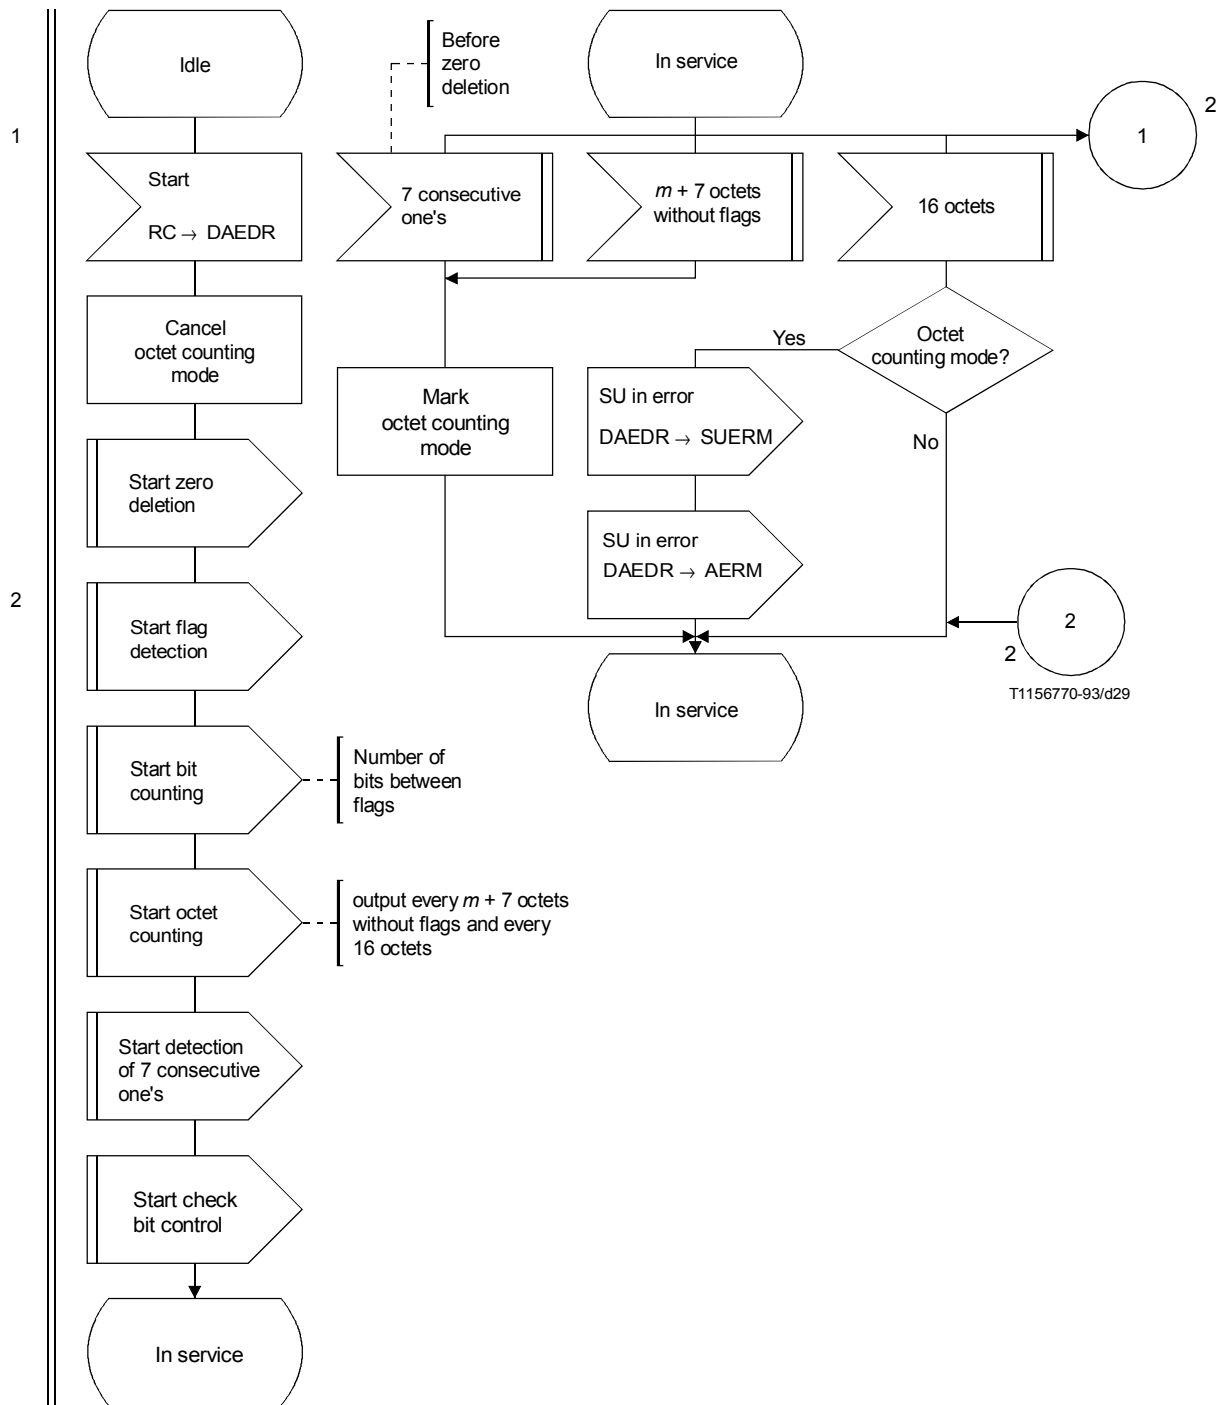 Idle
Before
zero
deletion
In service
1
2
1
Start
RC → DAEDR
7 consecutive
one's
m + 7 octets
without flags
16 octets
Cancel
octet counting
mode
Yes
Octet
counting mode?
Mark
octet counting
mode
SU in error
DAEDR → SUERM
No
Start zero
deletion
SU in error
DAEDR → AERM
2
Start flag
detection
2
2
T1156770-93/d29
In service
Start bit
counting
Number of
bits between
flags
Start octet
counting
output every m + 7 octets
without flags and every
16 octets
Start detection
of 7 consecutive
one's
Start check
bit control
In service